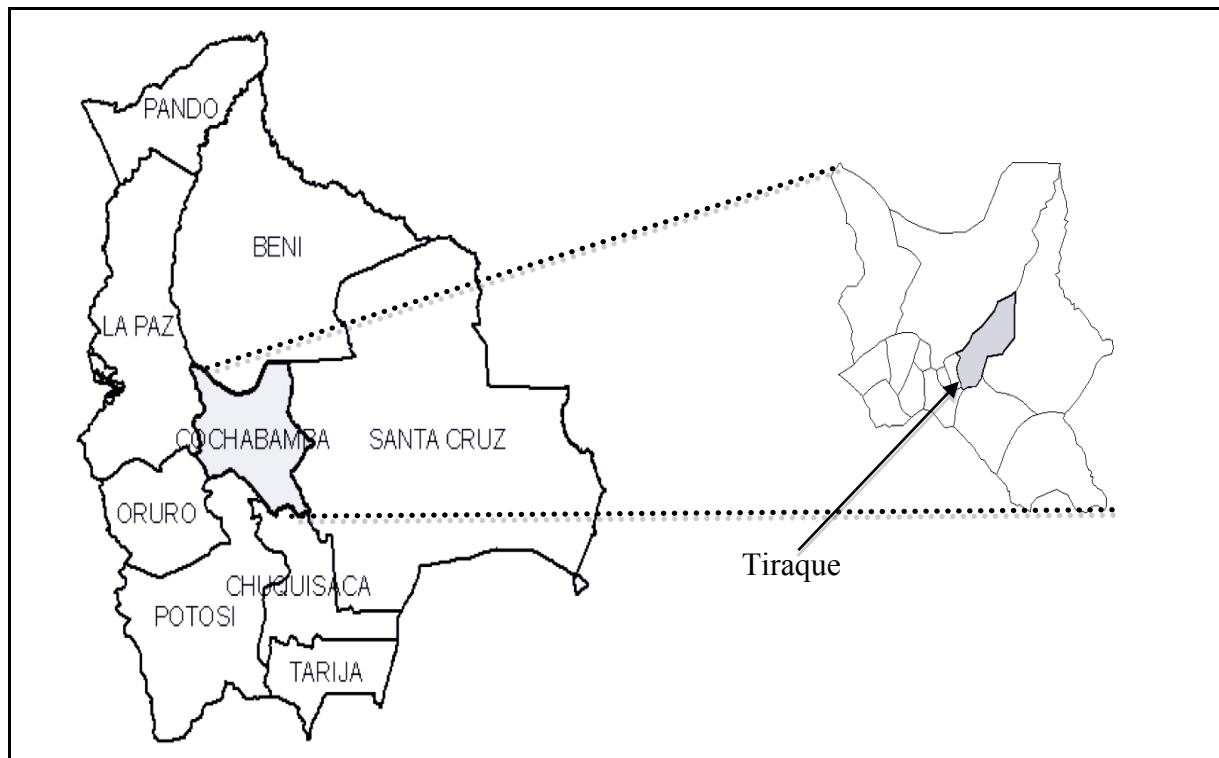 PANDO
BENI
LA PAZ
COCHABAMBA
SANTA CRUZ
ORURO
CHUQUISACA
POTOSI
TARIJA
Tiraque